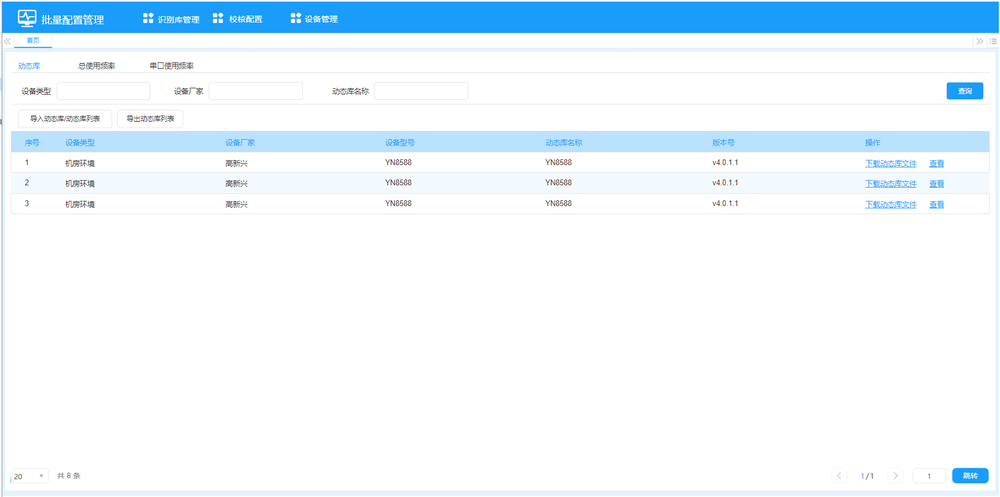 批量配置管理 识别库管理 校核配置 设备管理
首页
动态库 总使用频率 串口使用频率
设备类型 设备厂家 动态库名称 查询
导入动态库/动态库列表 导出动态库列表
序号 设备类型 设备厂家 设备型号 动态库名称 版本号 操作
1 机房环境 高新兴 YN8588 YN8588 v4.0.1.1 下载动态库文件 查看
2 机房环境 高新兴 YN8588 YN8588 v4.0.1.1 下载动态库文件 查看
3 机房环境 高新兴 YN8588 YN8588 v4.0.1.1 下载动态库文件 查看
20 共 8 条 1/1 1 跳转